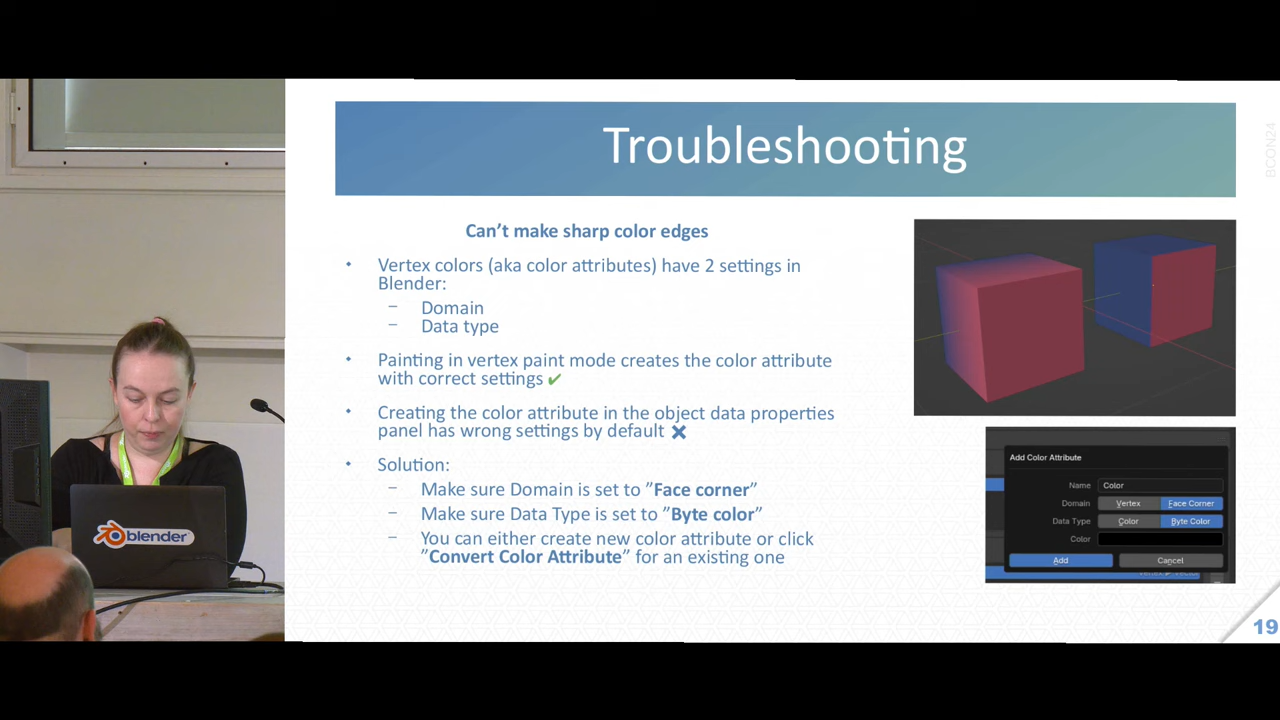 Troubleshooting
BCON24
Can't make sharp color edges
• Vertex colors (aka color attributes) have 2 settings in
Blender:
– Domain
– Data type
• Painting in vertex paint mode creates the color attribute
with correct settings ✔
• Creating the color attribute in the object data properties
panel has wrong settings by default ✖
• Solution:
– Make sure Domain is set to ”Face corner”
– Make sure Data Type is set to ”Byte color”
– You can either create new color attribute or click
”Convert Color Attribute” for an existing one
Add Color Attribute
Name Color
Domain Vertex Face Corner
Data Type Color Byte Color
Color
Add Cancel
blender
19